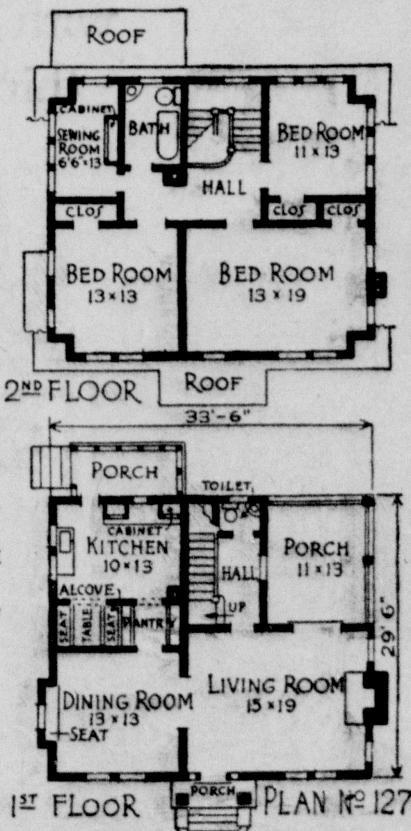 ROOF
CABINET
SEWING
ROOM
6'6"×13
BATH
BED ROOM
11×13
HALL
CLOS
CLOS
CLOS
BED ROOM
13×13
BED ROOM
13×19
2ND FLOOR
ROOF
33'-6"
PORCH
TOILET
CABINET
KITCHEN
10×13
HALL
PORCH
11×13
ALCOVE
UP
SEAT
TABLE
SEAT
PANTRY
29'6"
DINING ROOM
13×13
LIVING ROOM
15×19
SEAT
1ST FLOOR
PORCH
PLAN No 127